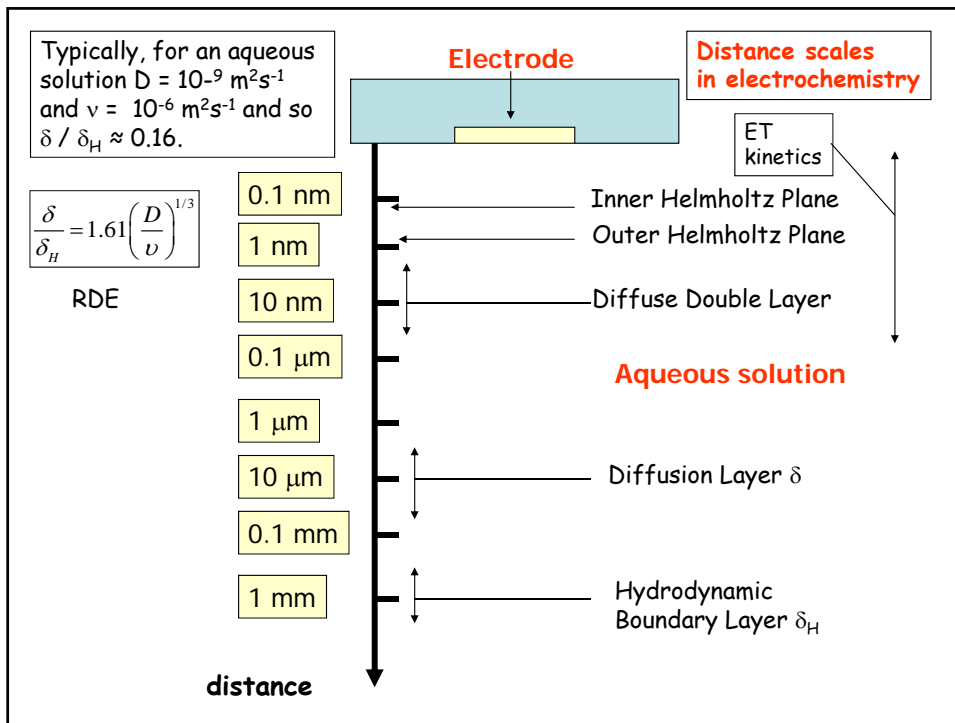 Typically, for an aqueous
solution D = 10-⁹ m²s⁻¹
and ν = 10⁻⁶ m²s⁻¹ and so
δ / δ_H ≈ 0.16.
Electrode
Distance scales
in electrochemistry
ET
kinetics
δ/δ_H = 1.61(D/υ)^1/3
RDE
0.1 nm
Inner Helmholtz Plane
1 nm
Outer Helmholtz Plane
10 nm
Diffuse Double Layer
0.1 μm
Aqueous solution
1 μm
10 μm
Diffusion Layer δ
0.1 mm
1 mm
Hydrodynamic
Boundary Layer δ_H
distance